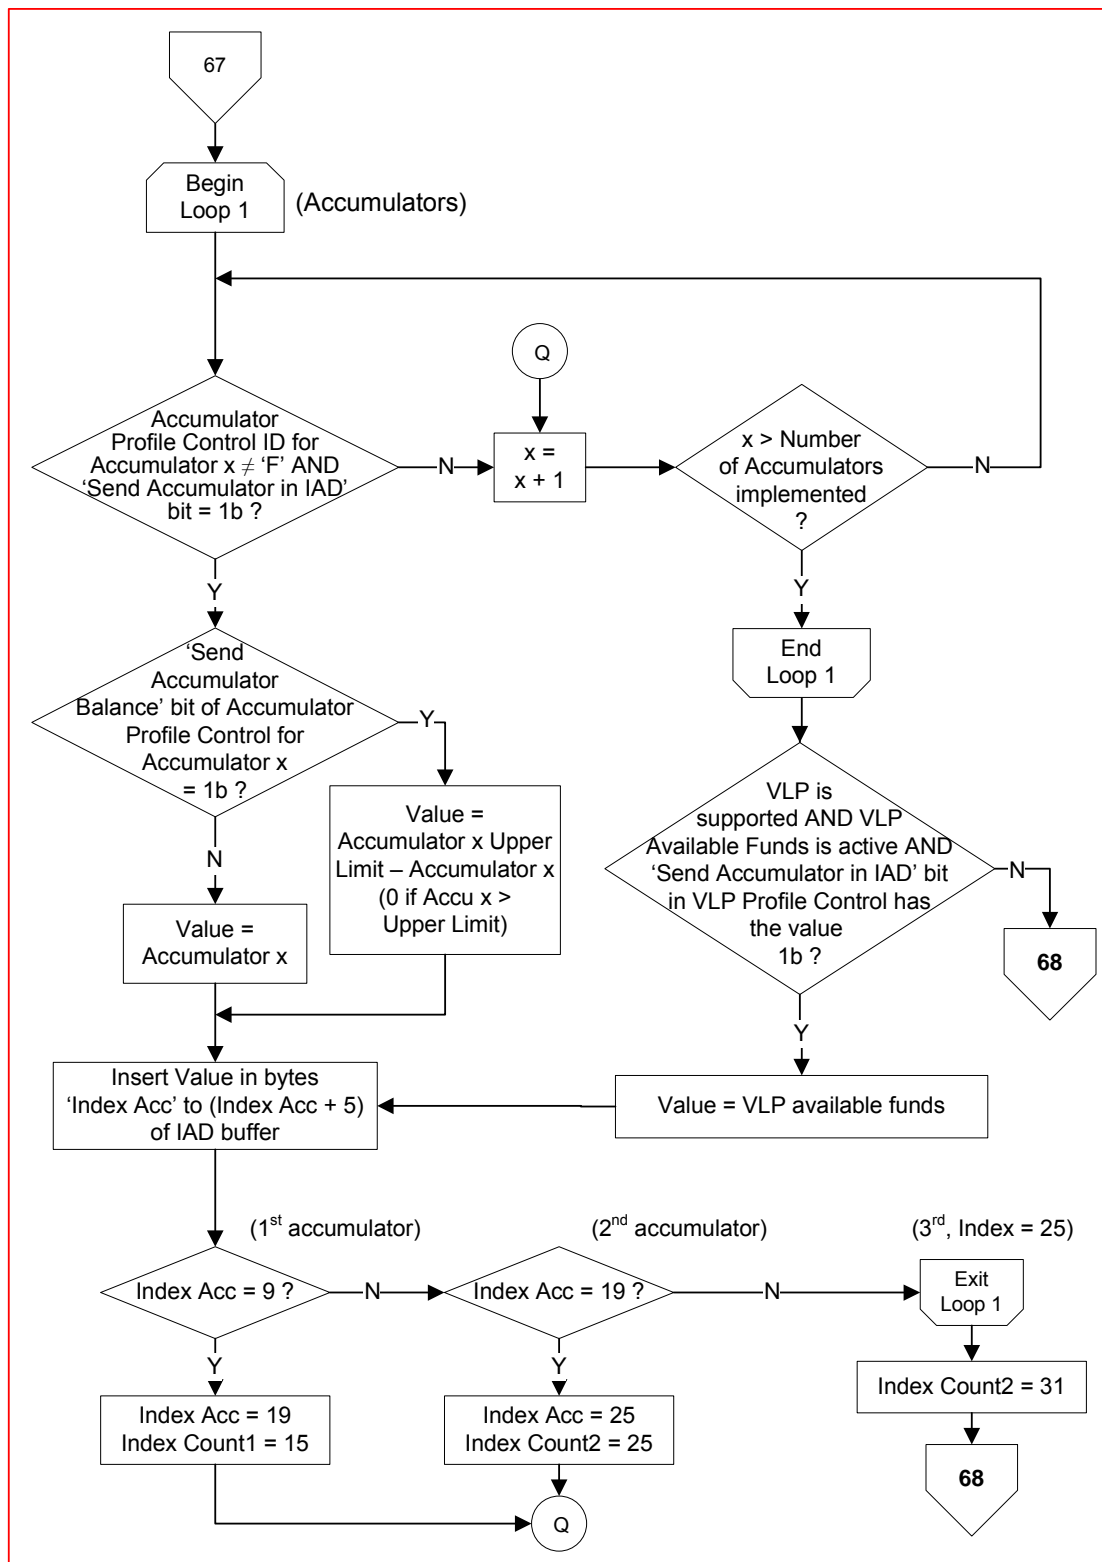 67
Begin
Loop 1
(Accumulators)
Q
Accumulator
Profile Control ID for
Accumulator x ≠ 'F' AND
'Send Accumulator in IAD'
bit = 1b ?
N
x =
x + 1
x > Number
of Accumulators
implemented
?
N
Y
Y
'Send
Accumulator
Balance' bit of Accumulator
Profile Control for
Accumulator x
= 1b ?
Y
End
Loop 1
N
Value =
Accumulator x Upper
Limit – Accumulator x
(0 if Accu x >
Upper Limit)
VLP is
supported AND VLP
Available Funds is active AND
'Send Accumulator in IAD' bit
in VLP Profile Control has
the value
1b ?
N
Value =
Accumulator x
68
Y
Insert Value in bytes
'Index Acc' to (Index Acc + 5)
of IAD buffer
Value = VLP available funds
(1st accumulator)
(2nd accumulator)
(3rd, Index = 25)
Index Acc = 9 ?
N
Index Acc = 19 ?
N
Exit
Loop 1
Y
Y
Index Acc = 19
Index Count1 = 15
Index Acc = 25
Index Count2 = 25
Index Count2 = 31
Q
68